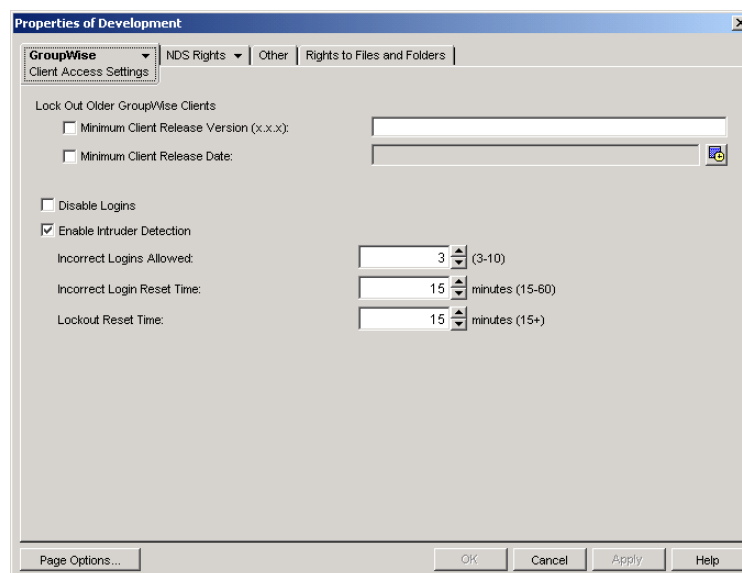 Properties of Development
GroupWise
NDS Rights
Other
Rights to Files and Folders
Client Access Settings
Lock Out Older GroupWise Clients
Minimum Client Release Version (x.x.x):
Minimum Client Release Date:
Disable Logins
Enable Intruder Detection
Incorrect Logins Allowed: 3 (3-10)
Incorrect Login Reset Time: 15 minutes (15-60)
Lockout Reset Time: 15 minutes (15+)
Page Options... OK Cancel Apply Help